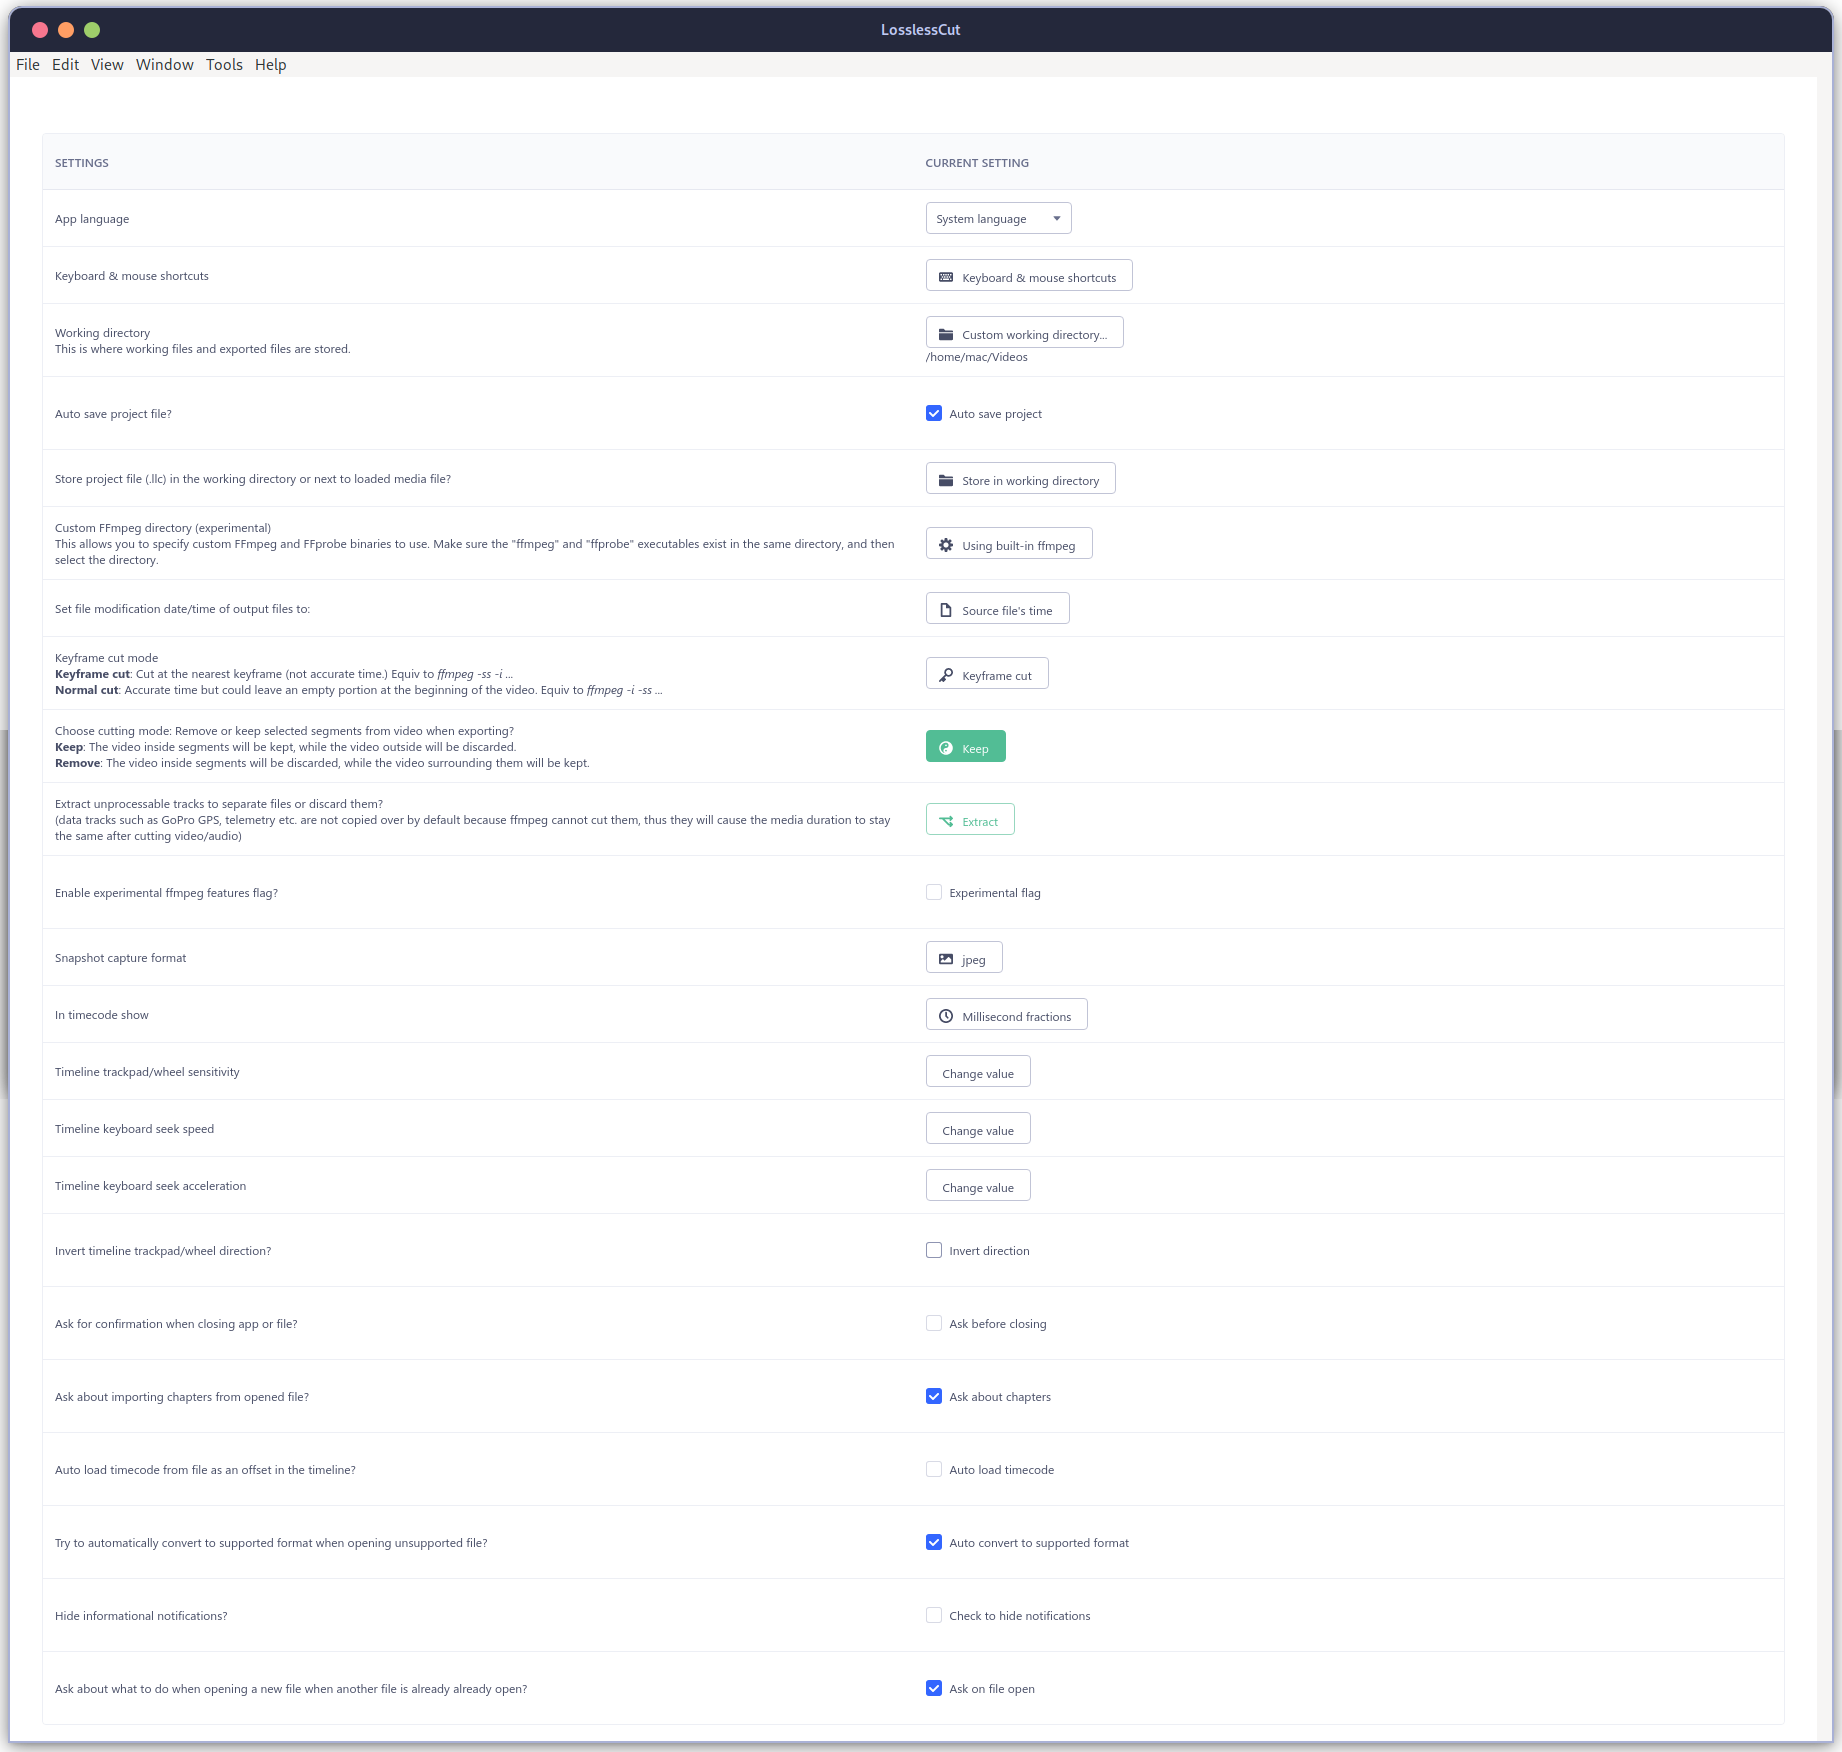 LosslessCut
File Edit View Window Tools Help
SETTINGS CURRENT SETTING
App language System language
Keyboard & mouse shortcuts Keyboard & mouse shortcuts
Working directory
This is where working files and exported files are stored.
Custom working directory...
/home/mac/Videos
Auto save project file? Auto save project
Store project file (.llc) in the working directory or next to loaded media file? Store in working directory
Custom FFmpeg directory (experimental)
This allows you to specify custom FFmpeg and FFprobe binaries to use. Make sure the "ffmpeg" and "ffprobe" executables exist in the same directory, and then
select the directory.
Using built-in ffmpeg
Set file modification date/time of output files to: Source file's time
Keyframe cut mode
Keyframe cut: Cut at the nearest keyframe (not accurate time.) Equiv to ffmpeg -ss -i ...
Normal cut: Accurate time but could leave an empty portion at the beginning of the video. Equiv to ffmpeg -i -ss ...
Keyframe cut
Choose cutting mode: Remove or keep selected segments from video when exporting?
Keep: The video inside segments will be kept, while the video outside will be discarded.
Remove: The video inside segments will be discarded, while the video surrounding them will be kept.
Keep
Extract unprocessable tracks to separate files or discard them?
(data tracks such as GoPro GPS, telemetry etc. are not copied over by default because ffmpeg cannot cut them, thus they will cause the media duration to stay
the same after cutting video/audio)
Extract
Enable experimental ffmpeg features flag? Experimental flag
Snapshot capture format jpeg
In timecode show Millisecond fractions
Timeline trackpad/wheel sensitivity Change value
Timeline keyboard seek speed Change value
Timeline keyboard seek acceleration Change value
Invert timeline trackpad/wheel direction? Invert direction
Ask for confirmation when closing app or file? Ask before closing
Ask about importing chapters from opened file? Ask about chapters
Auto load timecode from file as an offset in the timeline? Auto load timecode
Try to automatically convert to supported format when opening unsupported file? Auto convert to supported format
Hide informational notifications? Check to hide notifications
Ask about what to do when opening a new file when another file is already already open? Ask on file open